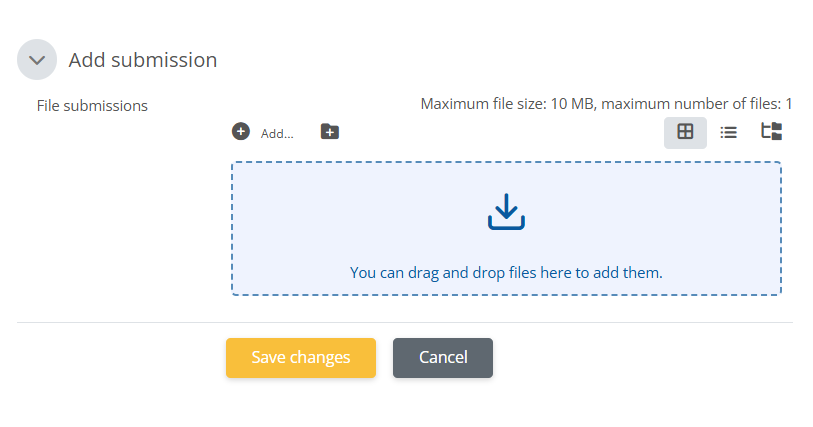 Add submission
File submissions
Maximum file size: 10 MB, maximum number of files: 1
Add...
You can drag and drop files here to add them.
Save changes
Cancel